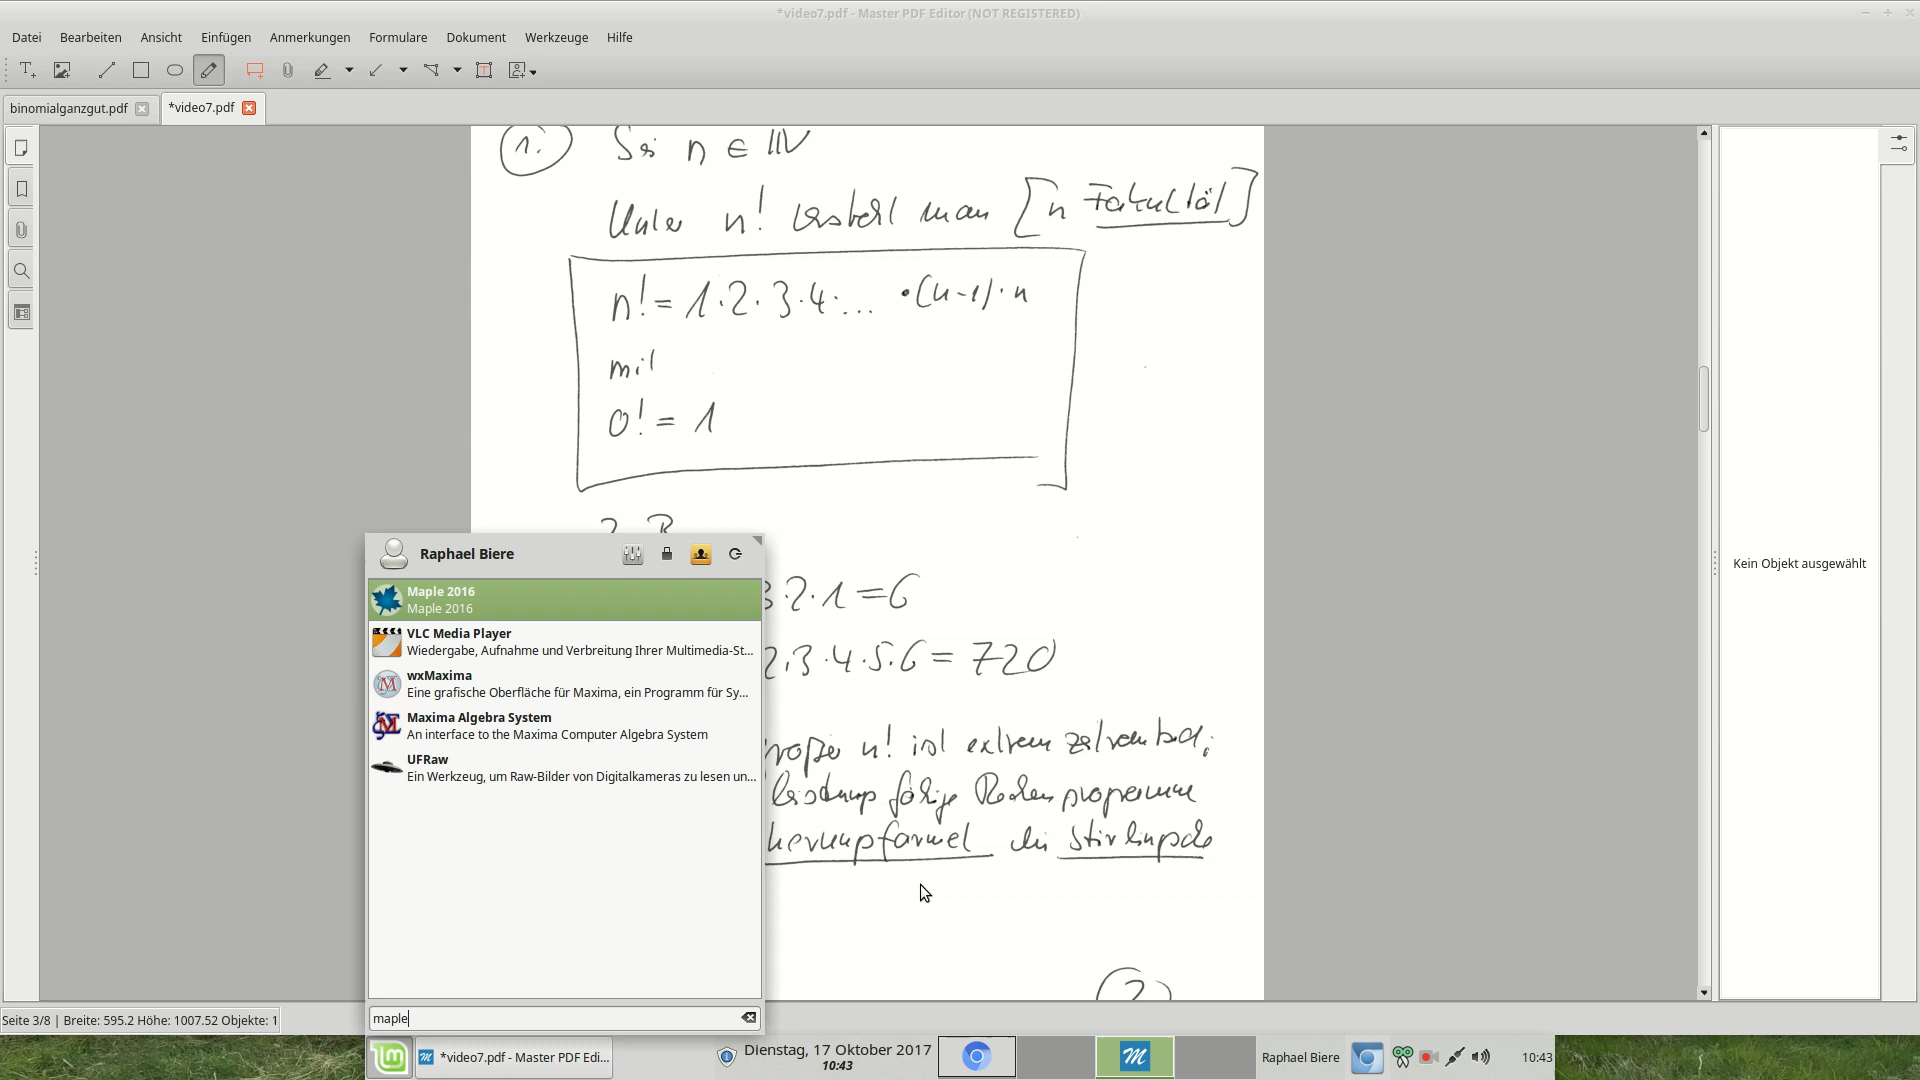 *video7.pdf - Master PDF Editor (NOT REGISTERED)
Datei Bearbeiten Ansicht Einfügen Anmerkungen Formulare Dokument Werkzeuge Hilfe
binomialganzgut.pdf *video7.pdf
1. Sei n ∈ IN
Unter n! versteht man [n Fakultät]
n! = 1·2·3·4·... ·(n-1)·n
mit
0! = 1
3·2·1 = 6
2·3·4·5·6 = 720
n! ist extrem
Rechenprogramme
die Stirlingsche
2
Kein Objekt ausgewählt
Raphael Biere
Maple 2016
Maple 2016
VLC Media Player
Wiedergabe, Aufnahme und Verbreitung Ihrer Multimedia-St...
wxMaxima
Eine grafische Oberfläche für Maxima, ein Programm für Sy...
Maxima Algebra System
An interface to the Maxima Computer Algebra System
UFRaw
Ein Werkzeug, um Raw-Bilder von Digitalkameras zu lesen un...
maple
Seite 3/8 | Breite: 595.2 Höhe: 1007.52 Objekte: 1
*video7.pdf - Master PDF Edi...
Dienstag, 17 Oktober 2017
10:43
Raphael Biere
10:43